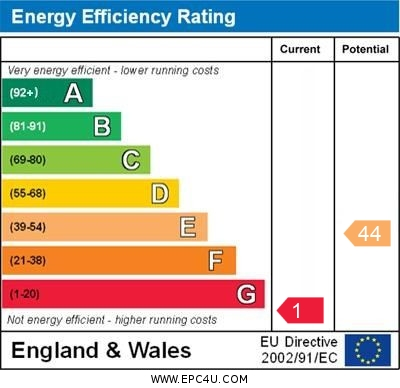 Energy Efficiency Rating
Current Potential
Very energy efficient - lower running costs
(92+) A
(81-91) B
(69-80) C
(55-68) D
(39-54) E
44
(21-38) F
(1-20) G
1
Not energy efficient - higher running costs
England & Wales
EU Directive
2002/91/EC
WWW.EPC4U.COM